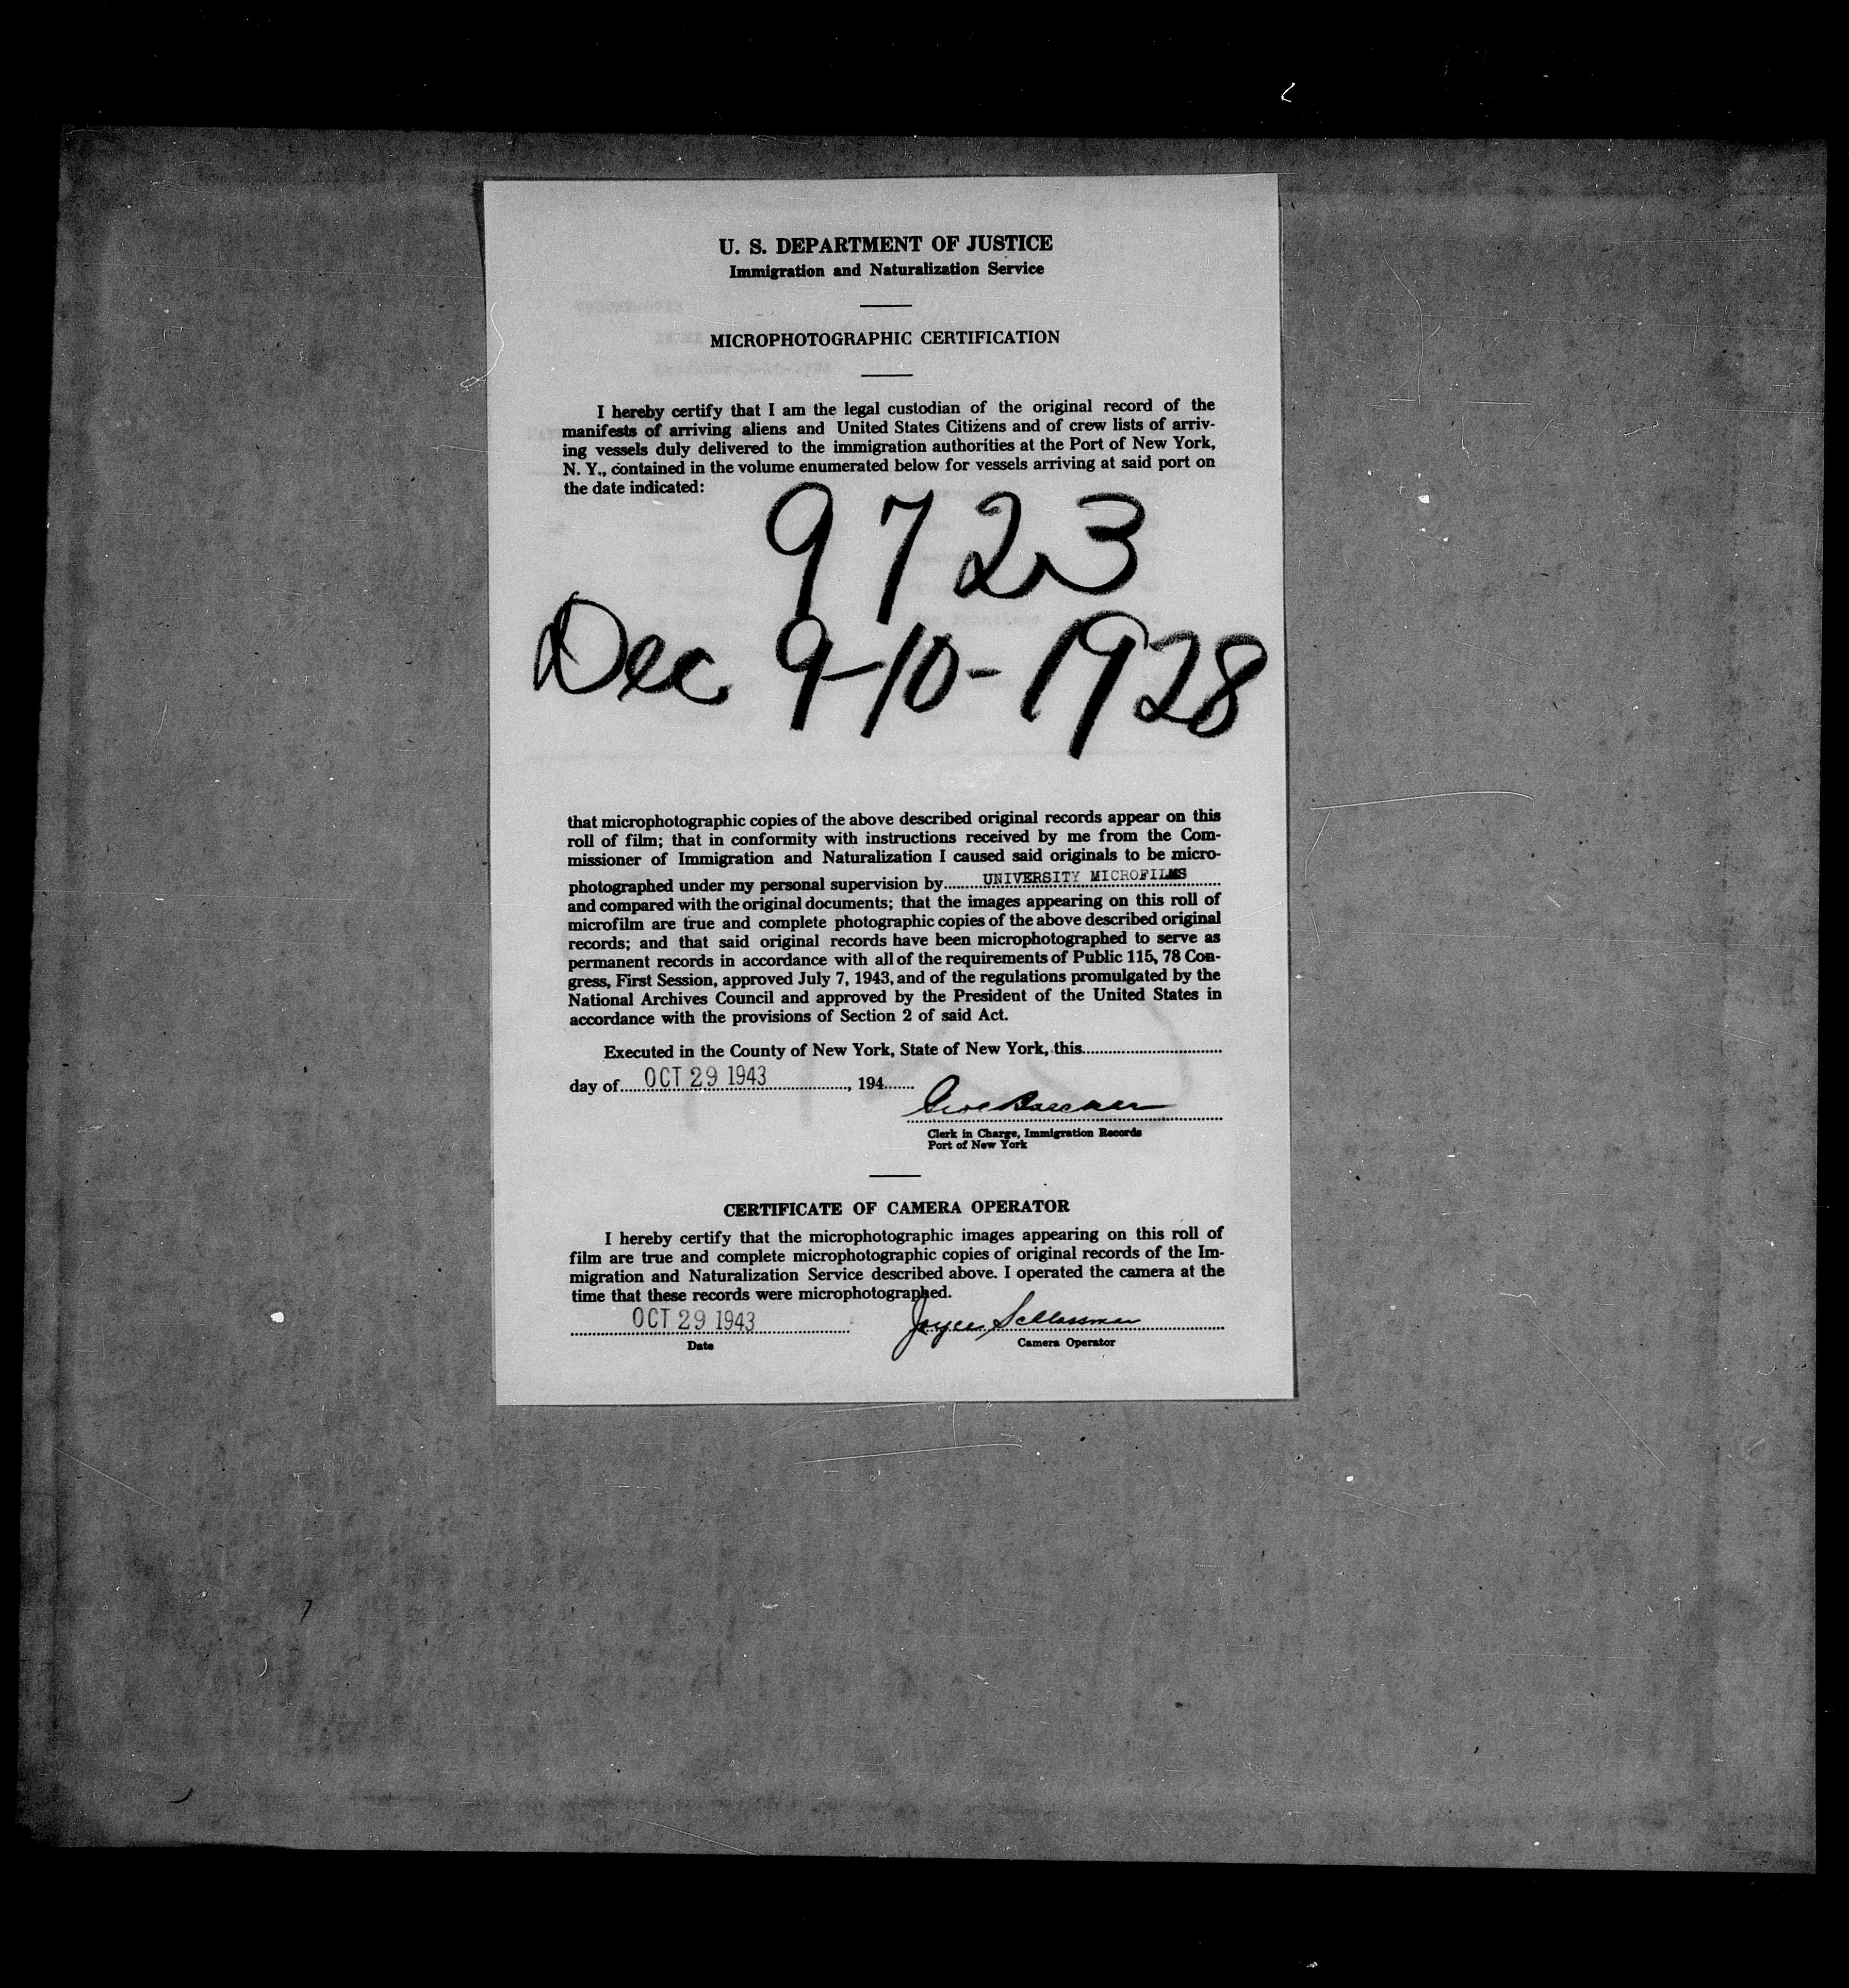 U. S. DEPARTMENT OF JUSTICE
Immigration and Naturalization Service
MICROPHOTOGRAPHIC CERTIFICATION
I hereby certify that I am the legal custodian of the original record of the
manifests of arriving aliens and United States Citizens and of crew lists of arriv-
ing vessels duly delivered to the immigration authorities at the Port of New York,
N. Y., contained in the volume enumerated below for vessels arriving at said port on
the date indicated:
9723
Dec 9-10-1928
that microphotographic copies of the above described original records appear on this
roll of film; that in conformity with instructions received by me from the Com-
missioner of Immigration and Naturalization I caused said originals to be micro-
photographed under my personal supervision by UNIVERSITY MICROFILMS
and compared with the original documents; that the images appearing on this roll of
microfilm are true and complete photographic copies of the above described original
records; and that said original records have been microphotographed to serve as
permanent records in accordance with all of the requirements of Public 115, 78 Con-
gress, First Session, approved July 7, 1943, and of the regulations promulgated by the
National Archives Council and approved by the President of the United States in
accordance with the provisions of Section 2 of said Act.
Executed in the County of New York, State of New York, this
day of OCT 29 1943, 194
Clerk in Charge, Immigration Records
Port of New York
CERTIFICATE OF CAMERA OPERATOR
I hereby certify that the microphotographic images appearing on this roll of
film are true and complete microphotographic copies of original records of the Im-
migration and Naturalization Service described above. I operated the camera at the
time that these records were microphotographed.
OCT 29 1943 Joyce Schlossman
Date Camera Operator